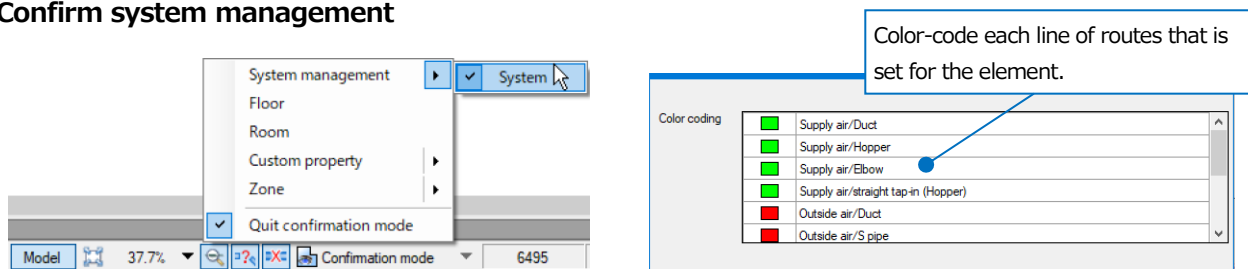 Confirm system management
System management
System
Floor
Room
Custom property
Zone
Quit confirmation mode
Model
37.7%
Confirmation mode
6495
Color-code each line of routes that is
set for the element.
Color coding
Supply air/Duct
Supply air/Hopper
Supply air/Elbow
Supply air/straight tap-in (Hopper)
Outside air/Duct
Outside air/S pipe